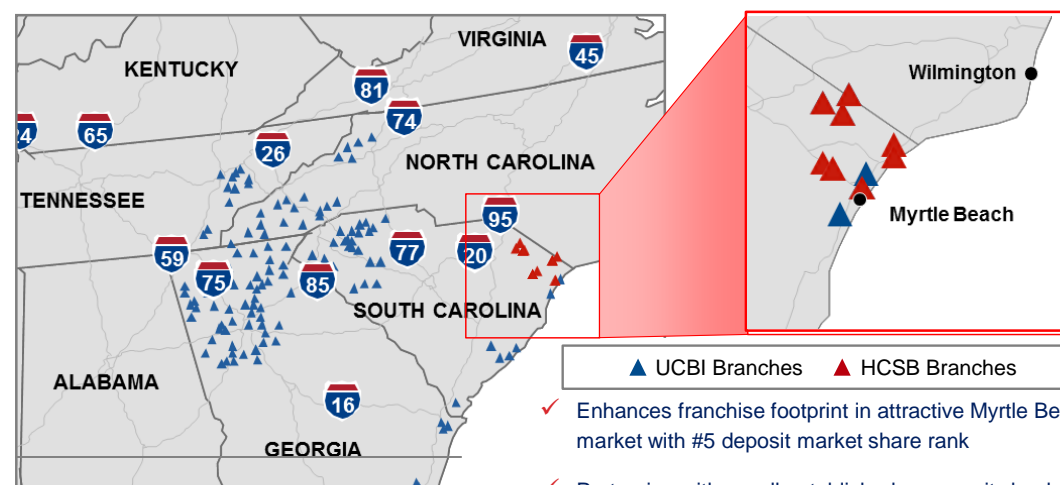 VIRGINIA
45
KENTUCKY
81
74
24
65
26
NORTH CAROLINA
TENNESSEE
95
59
77
20
75
85
SOUTH CAROLINA
ALABAMA
16
GEORGIA
Wilmington
Myrtle Beach
UCBI Branches HCSB Branches
✓ Enhances franchise footprint in attractive Myrtle Be
market with #5 deposit market share rank